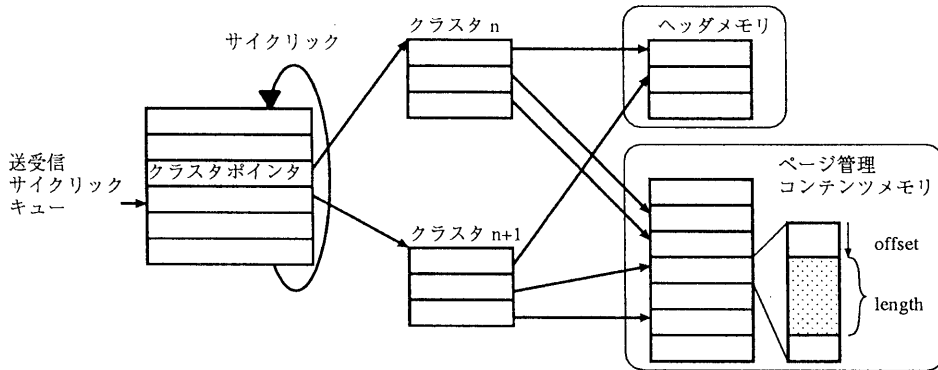 サイクリック
クラスタ n
ヘッダメモリ
送受信
サイクリック
キュー
クラスタポインタ
クラスタ n+1
ページ管理
コンテンツメモリ
offset
length